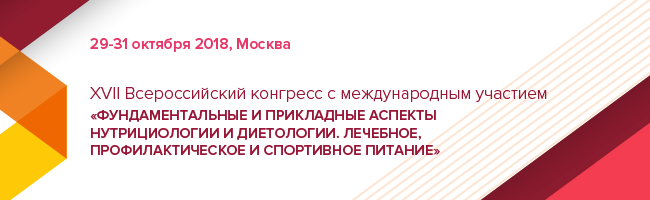 29-31 октября 2018, Москва
XVII Всероссийский конгресс с международным участием
«ФУНДАМЕНТАЛЬНЫЕ И ПРИКЛАДНЫЕ АСПЕКТЫ
НУТРИЦИОЛОГИИ И ДИЕТОЛОГИИ. ЛЕЧЕБНОЕ,
ПРОФИЛАКТИЧЕСКОЕ И СПОРТИВНОЕ ПИТАНИЕ»